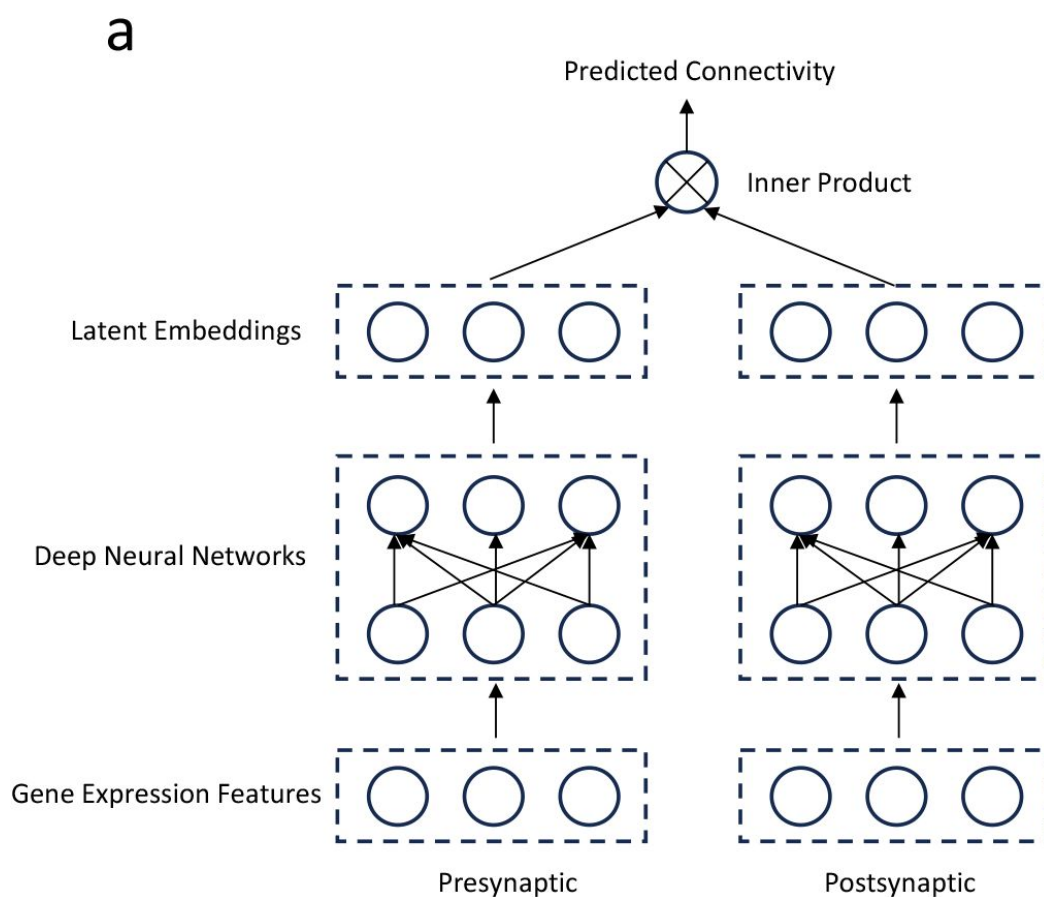 a
Predicted Connectivity
Inner Product
Latent Embeddings
Deep Neural Networks
Gene Expression Features
Presynaptic
Postsynaptic